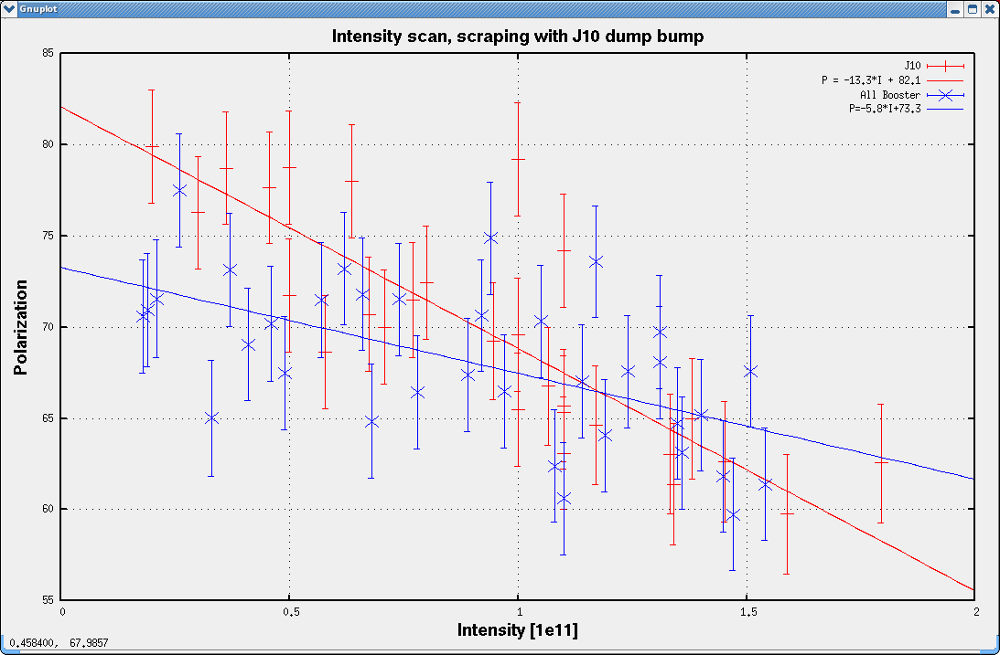 Gnuplot
Intensity scan, scraping with J10 dump bump
85
80
75
70
65
60
55
Polarization
J10
P = -13.3*I + 82.1
All Booster
P=-5.8*I+73.3
0 0.5 1 1.5 2
Intensity [1e11]
0.458400, 67.9857